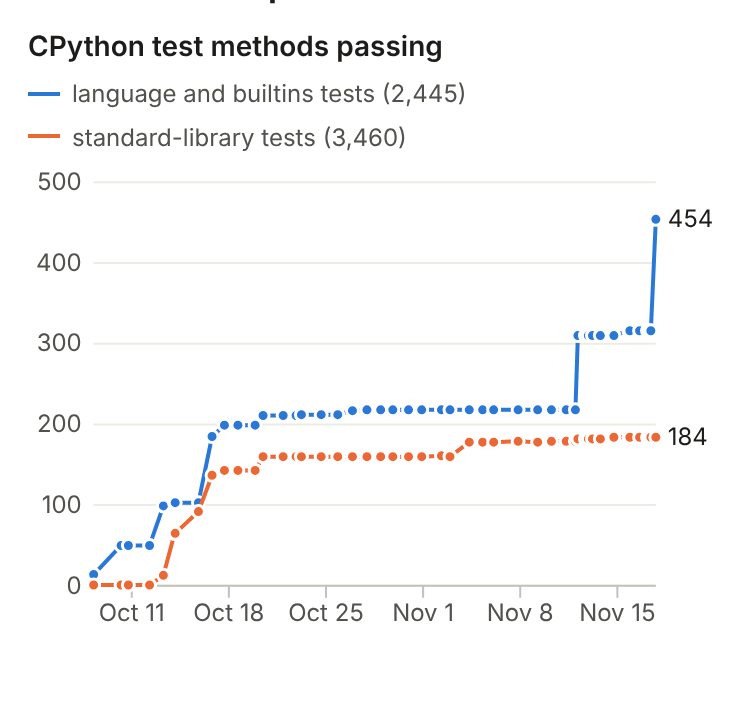 CPython test methods passing
language and builtins tests (2,445)
standard-library tests (3,460)
500
400
300
200
100
0
454
184
Oct 11 Oct 18 Oct 25 Nov 1 Nov 8 Nov 15